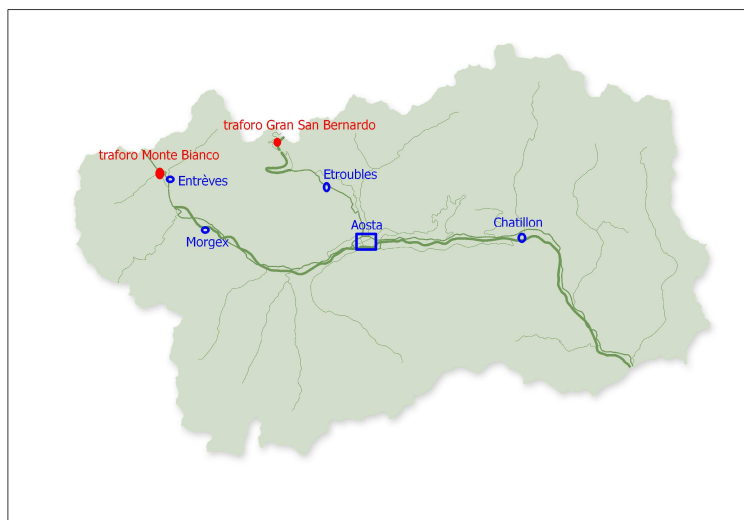 traforo Gran San Bernardo
traforo Monte Bianco
Entrèves
Etroubles
Morgex
Aosta
Chatillon